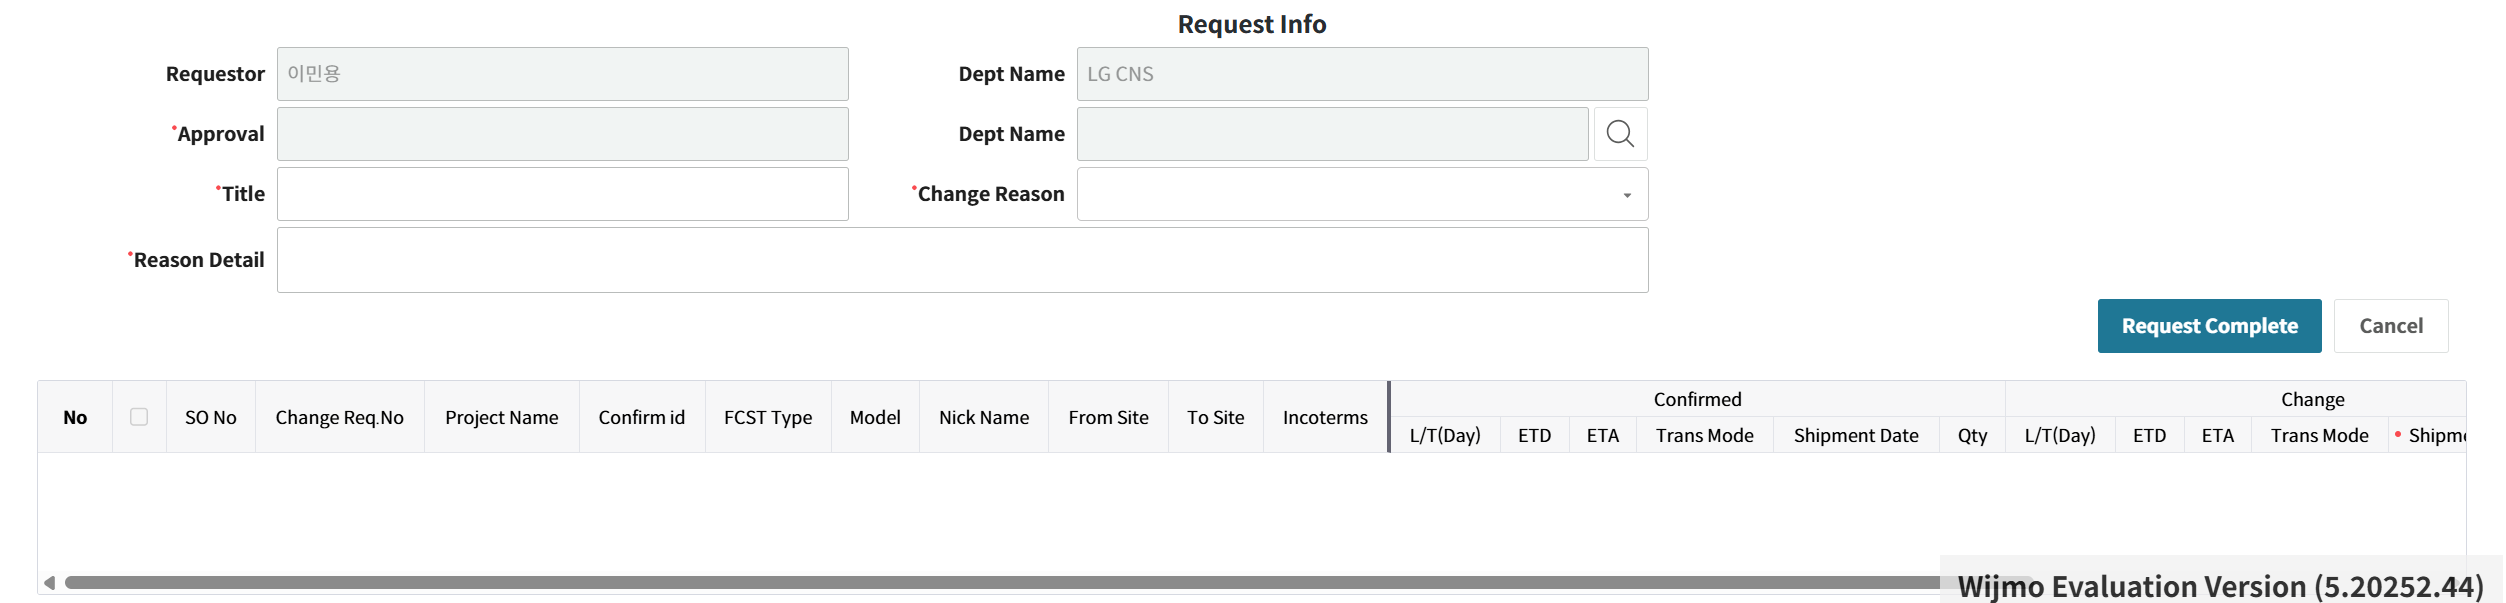 Request Info
Requestor 이민용 Dept Name LG CNS
*Approval Dept Name
*Title *Change Reason
*Reason Detail
Request Complete Cancel
Confirmed Change
No SO No Change Req.No Project Name Confirm id FCST Type Model Nick Name From Site To Site Incoterms
L/T(Day) ETD ETA Trans Mode Shipment Date Qty L/T(Day) ETD ETA Trans Mode • Shipm
Wijmo Evaluation Version (5.20252.44)